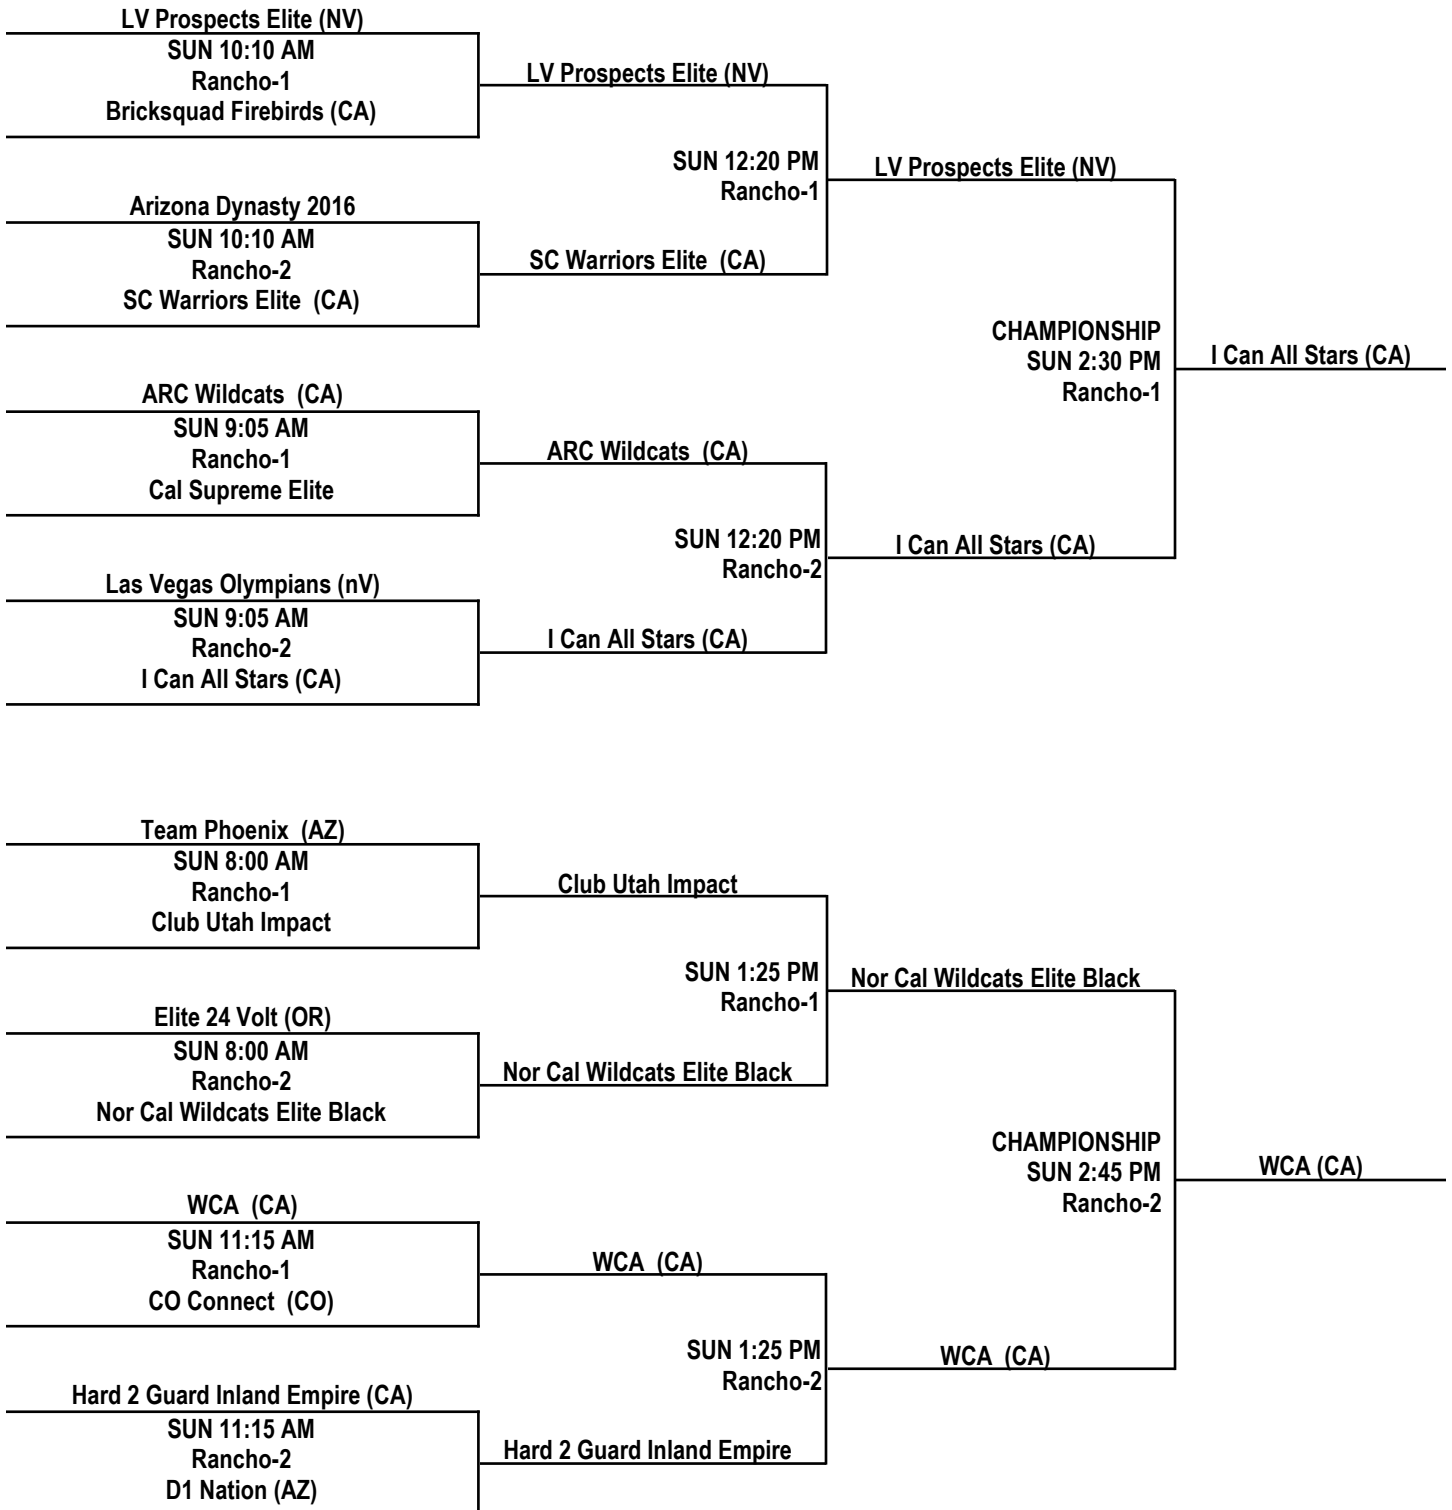 LV Prospects Elite (NV)
SUN 10:10 AM
Rancho-1
Bricksquad Firebirds (CA)
LV Prospects Elite (NV)
SUN 12:20 PM
Rancho-1
LV Prospects Elite (NV)
Arizona Dynasty 2016
SUN 10:10 AM
Rancho-2
SC Warriors Elite  (CA)
SC Warriors Elite  (CA)
CHAMPIONSHIP
SUN 2:30 PM
Rancho-1
I Can All Stars (CA)
ARC Wildcats  (CA)
SUN 9:05 AM
Rancho-1
Cal Supreme Elite
ARC Wildcats  (CA)
SUN 12:20 PM
Rancho-2
I Can All Stars (CA)
Las Vegas Olympians (nV)
SUN 9:05 AM
Rancho-2
I Can All Stars (CA)
I Can All Stars (CA)
Team Phoenix  (AZ)
SUN 8:00 AM
Rancho-1
Club Utah Impact
Club Utah Impact
SUN 1:25 PM
Rancho-1
Nor Cal Wildcats Elite Black
Elite 24 Volt (OR)
SUN 8:00 AM
Rancho-2
Nor Cal Wildcats Elite Black
Nor Cal Wildcats Elite Black
CHAMPIONSHIP
SUN 2:45 PM
Rancho-2
WCA (CA)
WCA  (CA)
SUN 11:15 AM
Rancho-1
CO Connect  (CO)
WCA  (CA)
SUN 1:25 PM
Rancho-2
WCA  (CA)
Hard 2 Guard Inland Empire (CA)
SUN 11:15 AM
Rancho-2
D1 Nation (AZ)
Hard 2 Guard Inland Empire